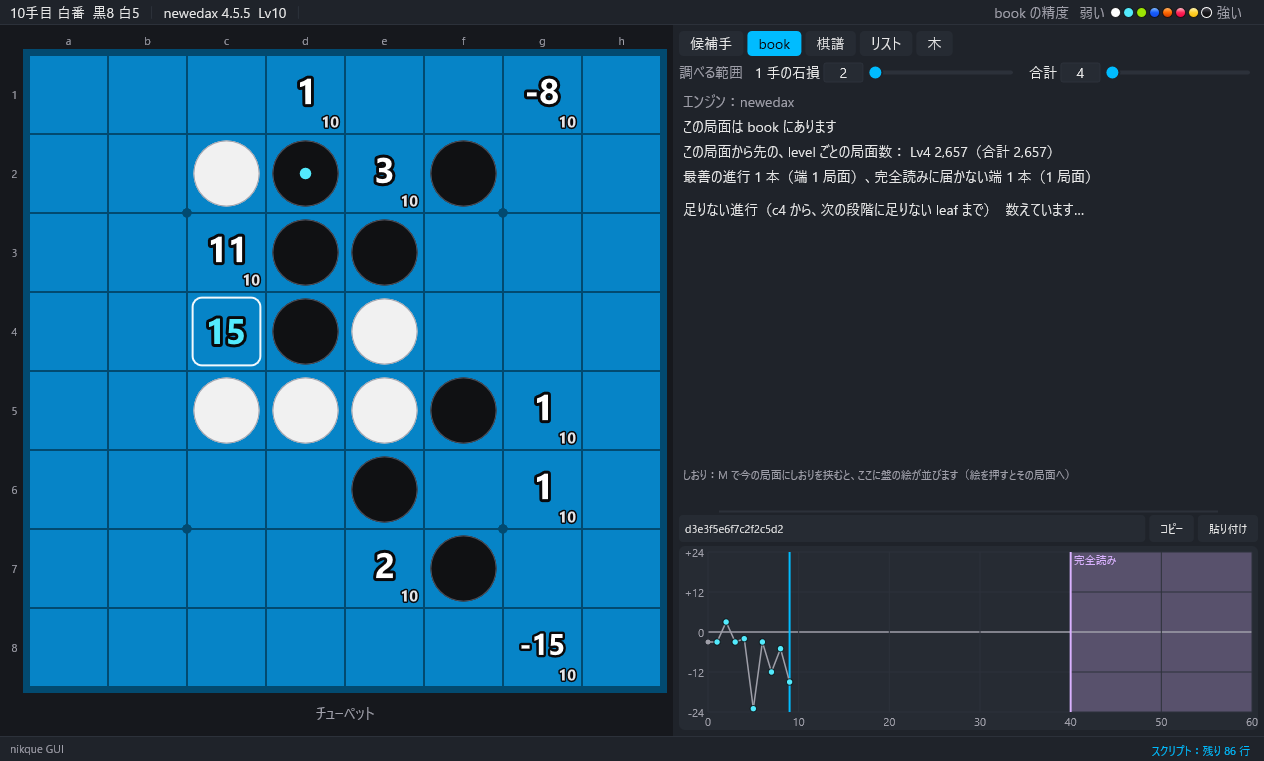 10手目 白番 黒8 白5 newedax 4.5.5 Lv10
book の精度 弱い 強い
a b c d e f g h
1 1 10 -8 10
2 3 10
3 11 10
4 15
5 1 10
6 1 10
7 2 10
8 -15 10
チューペット
候補手 book 棋譜 リスト 木
調べる範囲 1 手の石損 2 合計 4
エンジン：newedax
この局面は book にあります
この局面から先の、level ごとの局面数： Lv4 2,657（合計 2,657）
最善の進行 1 本（端 1 局面）、完全読みに届かない端 1 本（1 局面）
足りない進行（c4 から、次の段階に足りない leaf まで） 数えています...
しおり：M で今の局面にしおりを挟むと、ここに盤の絵が並びます（絵を押すとその局面へ）
d3e3f5e6f7c2f2c5d2 コピー 貼り付け
+24 完全読み
+12
0
-12
-24
0 10 20 30 40 50 60
nikque GUI スクリプト：残り 86 行